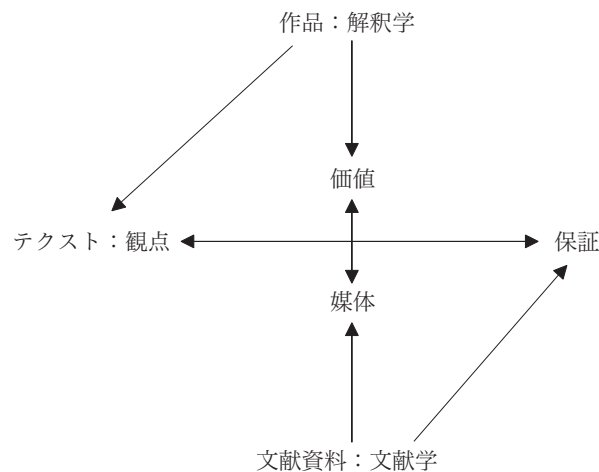 作品：解釈学
価値
テクスト：観点
保証
媒体
文献資料：文献学